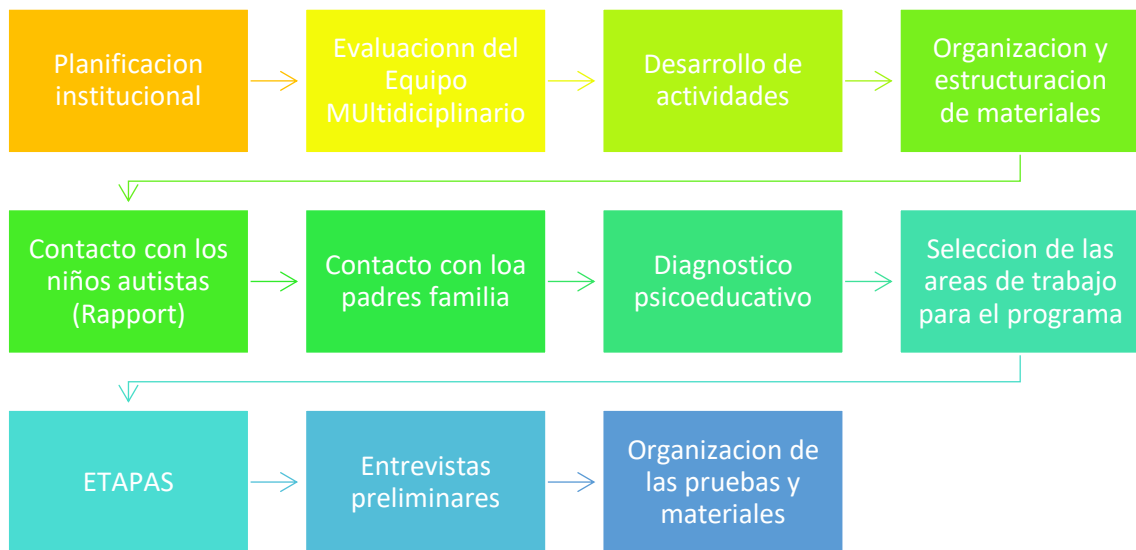 Planificacion
institucional
Evaluacionn del
Equipo
MUltidiciplinario
Desarrollo de
actividades
Organizacion y
estructuracion
de materiales
Contacto con los
niños autistas
(Rapport)
Contacto con loa
padres familia
Diagnostico
psicoeducativo
Seleccion de las
areas de trabajo
para el programa
ETAPAS
Entrevistas
preliminares
Organizacion de
las pruebas y
materiales